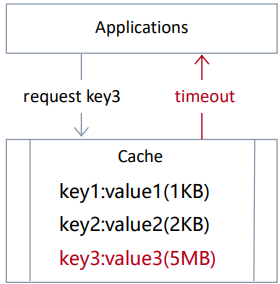 Applications
request key3
timeout
Cache
key1:value1(1KB)
key2:value2(2KB)
key3:value3(5MB)